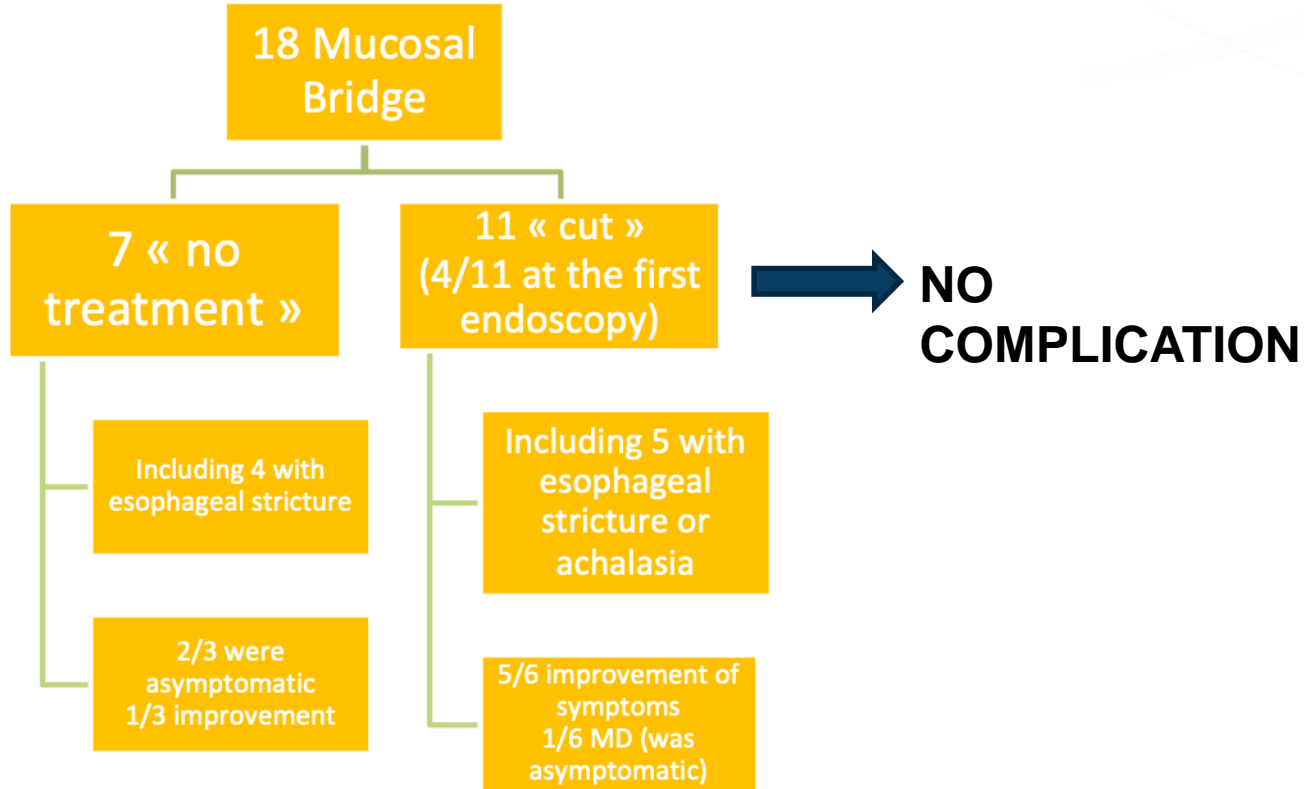 18 Mucosal
Bridge
7 « no
treatment »
11 « cut »
(4/11 at the first
endoscopy)
NO
COMPLICATION
Including 4 with
esophageal stricture
Including 5 with
esophageal
stricture or
achalasia
2/3 were
asymptomatic
1/3 improvement
5/6 improvement of
symptoms
1/6 MD (was
asymptomatic)